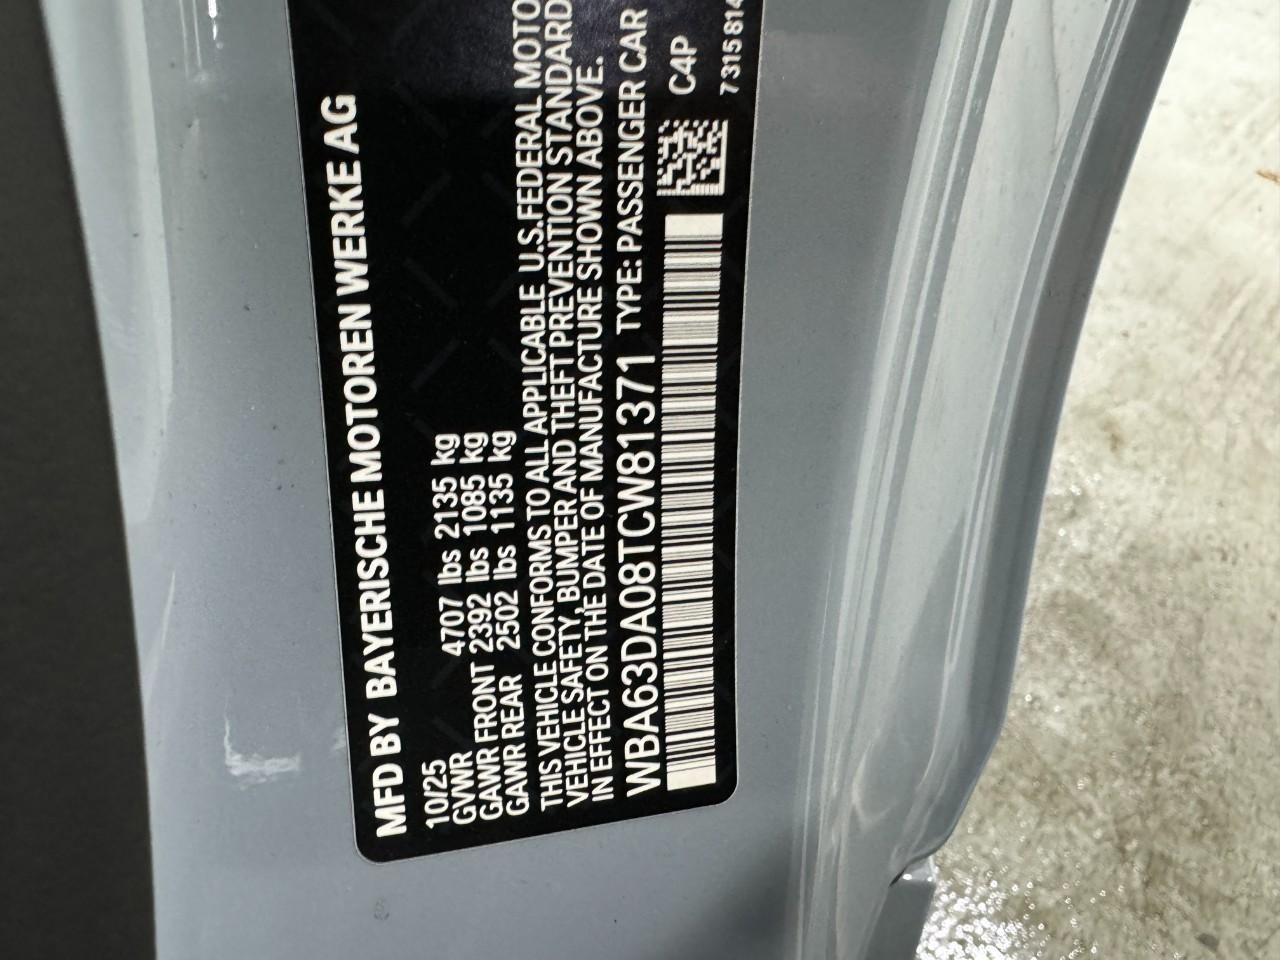 MFD BY BAYERISCHE MOTOREN WERKE AG
10/25
GVWR 4707 lbs 2135 kg
GAWR FRONT 2392 lbs 1085 kg
GAWR REAR 2502 lbs 1135 kg
THIS VEHICLE CONFORMS TO ALL APPLICABLE U.S.FEDERAL MOTO
VEHICLE SAFETY, BUMPER AND THEFT PREVENTION STANDARD
IN EFFECT ON THE DATE OF MANUFACTURE SHOWN ABOVE.
WBA63DA08TCW81371 TYPE: PASSENGER CAR
C4P
7315814